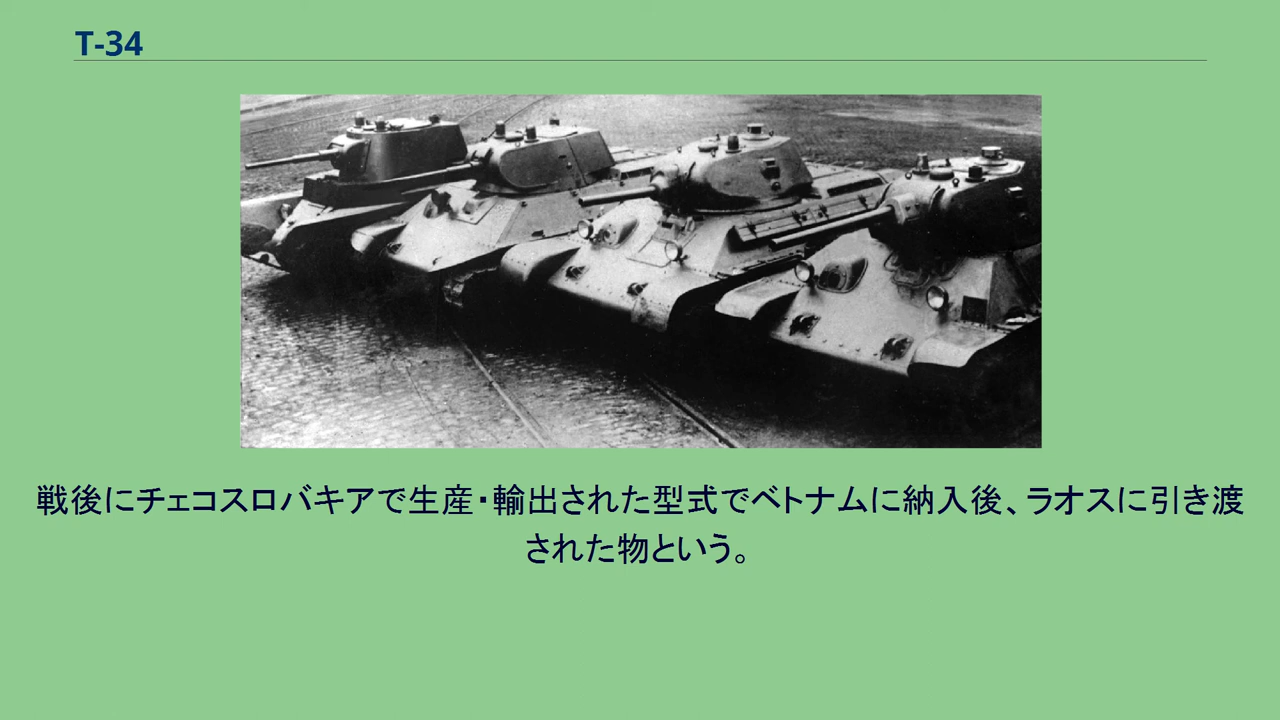 T-34
戦後にチェコスロバキアで生産・輸出された型式でベトナムに納入後、ラオスに引き渡
された物という。